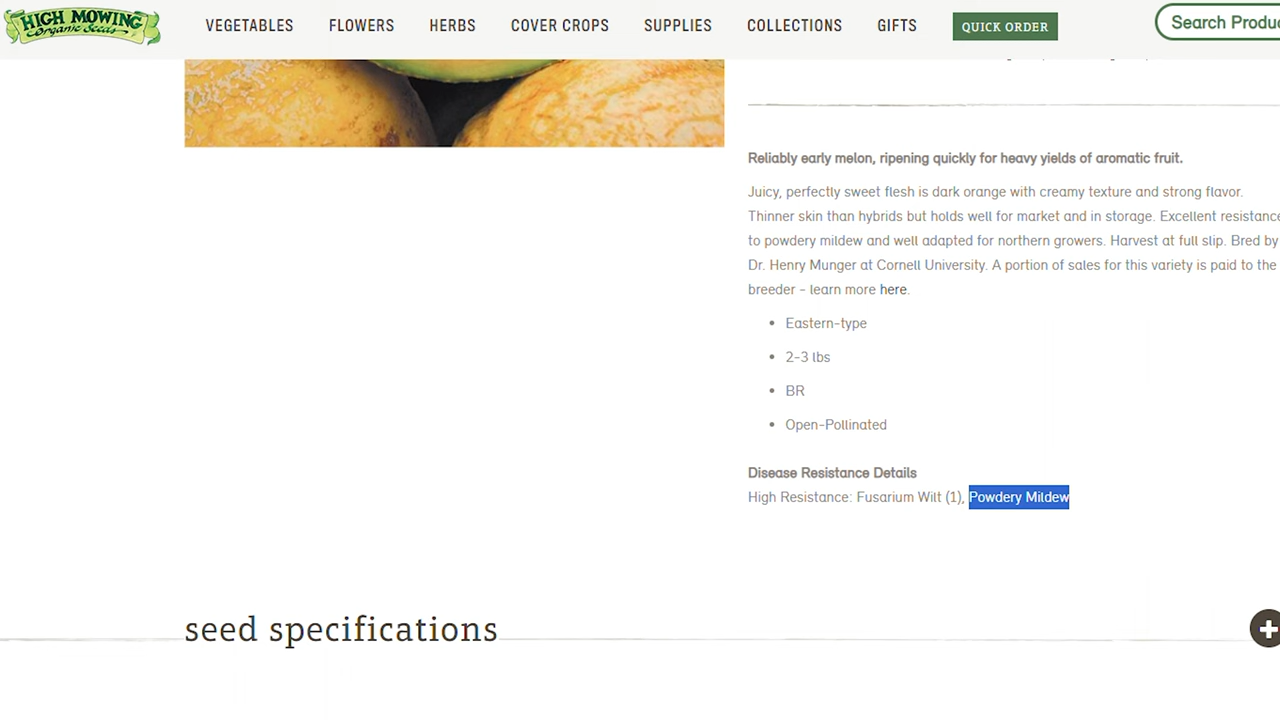 HIGH MOWING
Organic Seeds
VEGETABLES FLOWERS HERBS COVER CROPS SUPPLIES COLLECTIONS GIFTS QUICK ORDER Search Produ
Reliably early melon, ripening quickly for heavy yields of aromatic fruit.
Juicy, perfectly sweet flesh is dark orange with creamy texture and strong flavor.
Thinner skin than hybrids but holds well for market and in storage. Excellent resistance
to powdery mildew and well adapted for northern growers. Harvest at full slip. Bred by
Dr. Henry Munger at Cornell University. A portion of sales for this variety is paid to the
breeder - learn more here.
• Eastern-type
• 2-3 lbs
• BR
• Open-Pollinated
Disease Resistance Details
High Resistance: Fusarium Wilt (1), Powdery Mildew
seed specifications